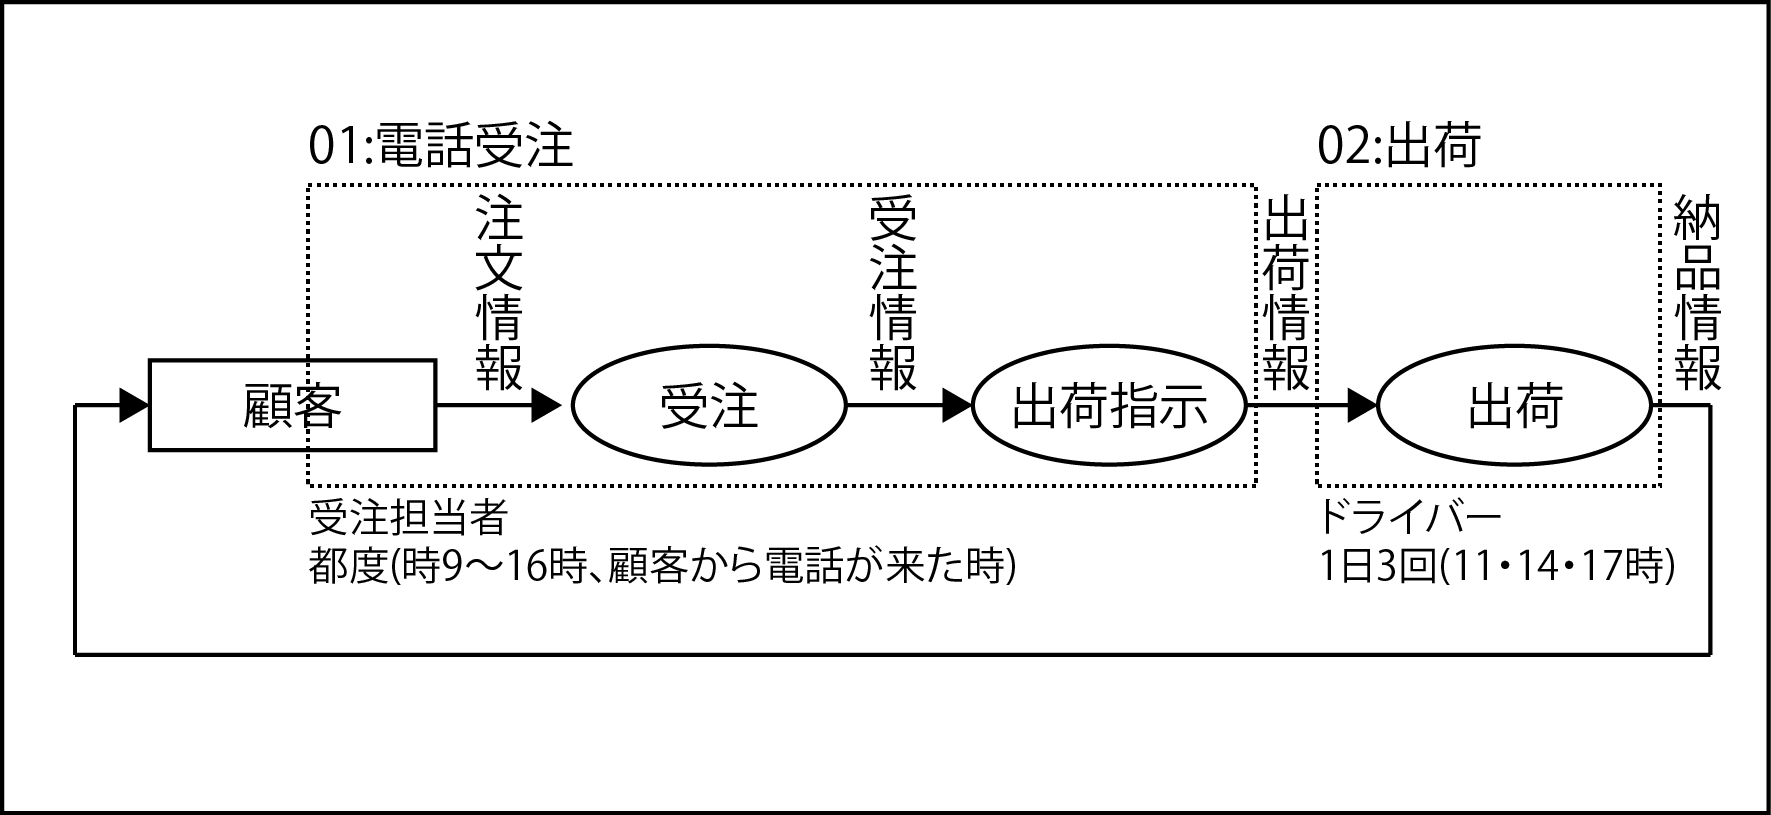 01:電話受注
02:出荷
注文情報
受注情報
出荷情報
納品情報
顧客
受注
出荷指示
出荷
受注担当者
都度(時9～16時、顧客から電話が来た時)
ドライバー
1日3回(11・14・17時)